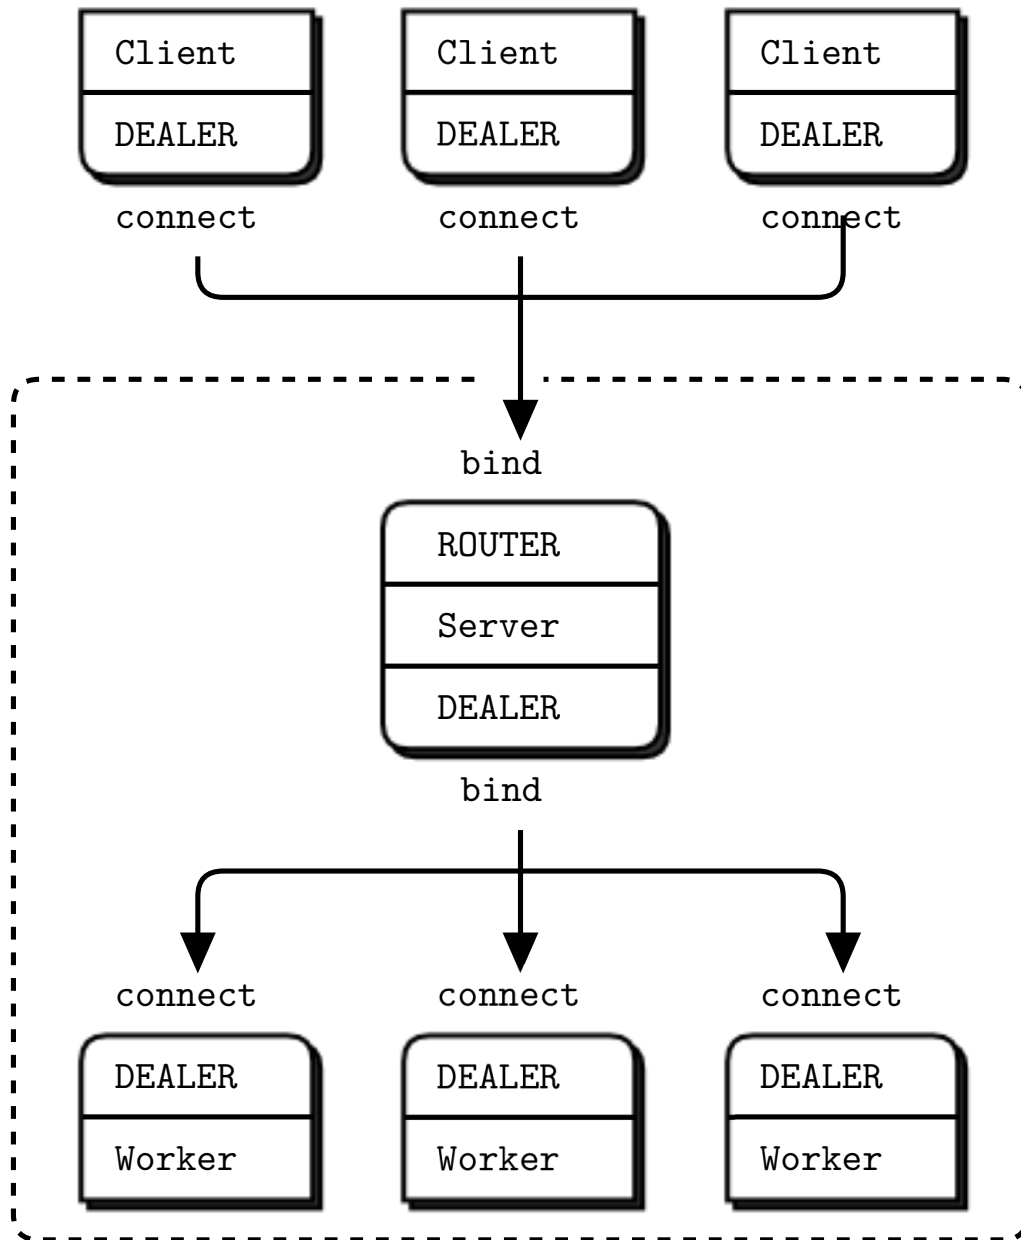 Client Client Client
DEALER DEALER DEALER
connect connect connect
bind
ROUTER
Server
DEALER
bind
connect connect connect
DEALER DEALER DEALER
Worker Worker Worker